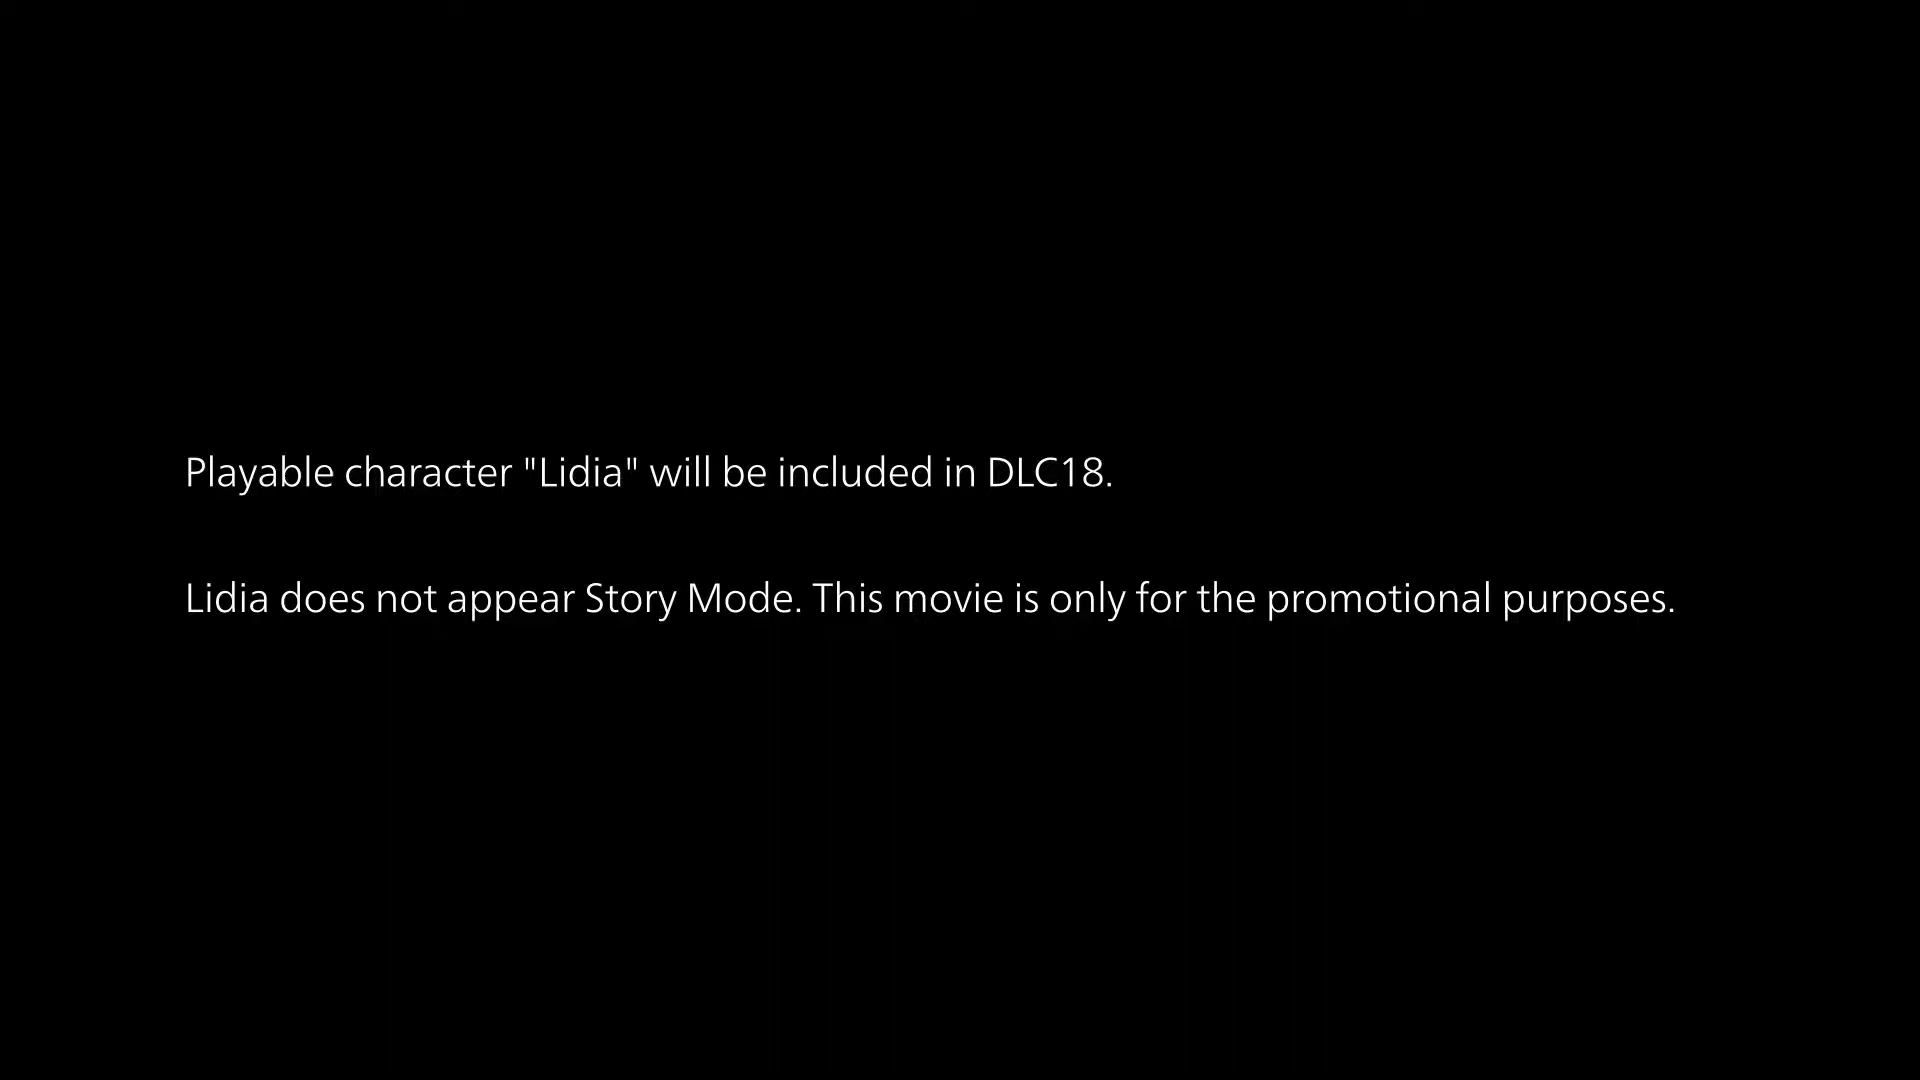 Playable character "Lidia" will be included in DLC18.
Lidia does not appear Story Mode. This movie is only for the promotional purposes.